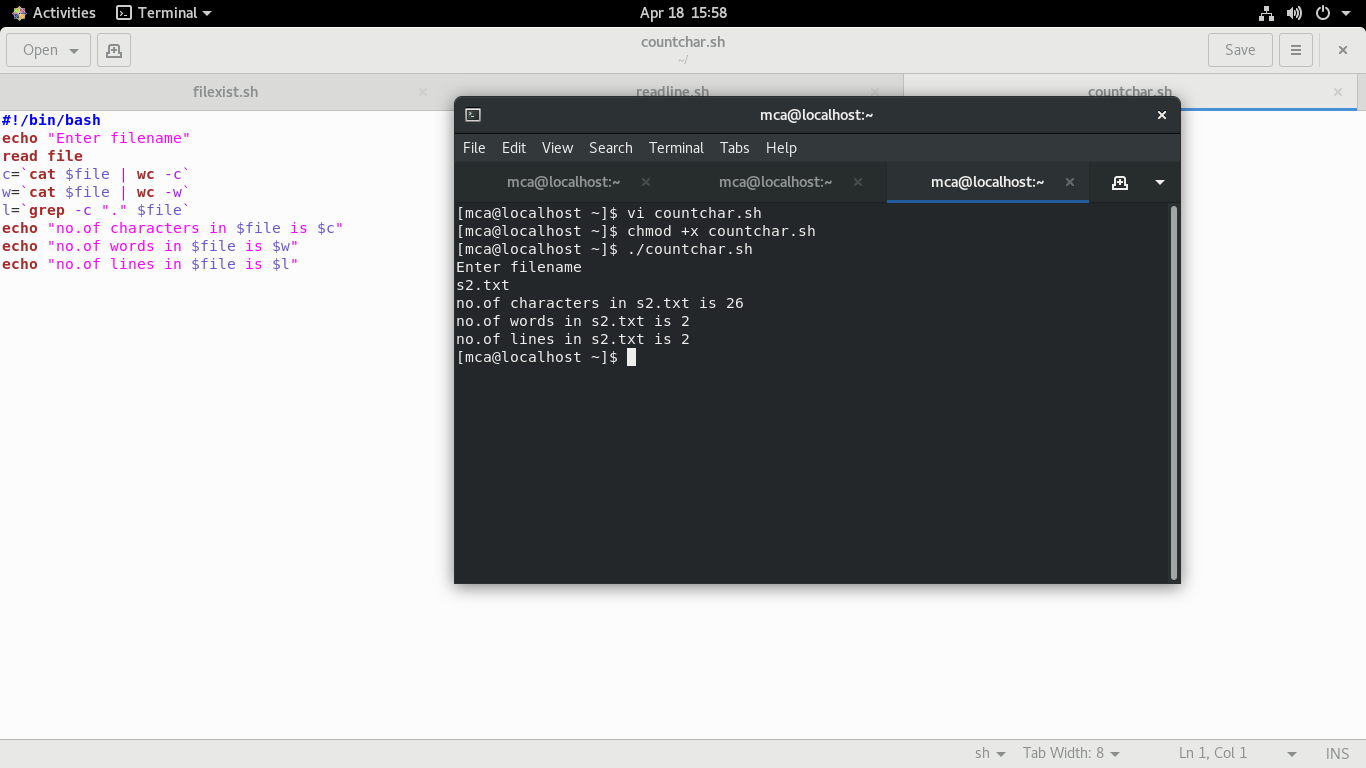 Activities Terminal Apr 18 15:58
Open countchar.sh Save
~/
filexist.sh readline.sh countchar.sh
#!/bin/bash
echo "Enter filename"
read file
c=`cat $file | wc -c`
w=`cat $file | wc -w`
l=`grep -c "." $file`
echo "no.of characters in $file is $c"
echo "no.of words in $file is $w"
echo "no.of lines in $file is $l"
mca@localhost:~
File Edit View Search Terminal Tabs Help
mca@localhost:~ mca@localhost:~ mca@localhost:~
[mca@localhost ~]$ vi countchar.sh
[mca@localhost ~]$ chmod +x countchar.sh
[mca@localhost ~]$ ./countchar.sh
Enter filename
s2.txt
no.of characters in s2.txt is 26
no.of words in s2.txt is 2
no.of lines in s2.txt is 2
[mca@localhost ~]$
sh Tab Width: 8 Ln 1, Col 1 INS